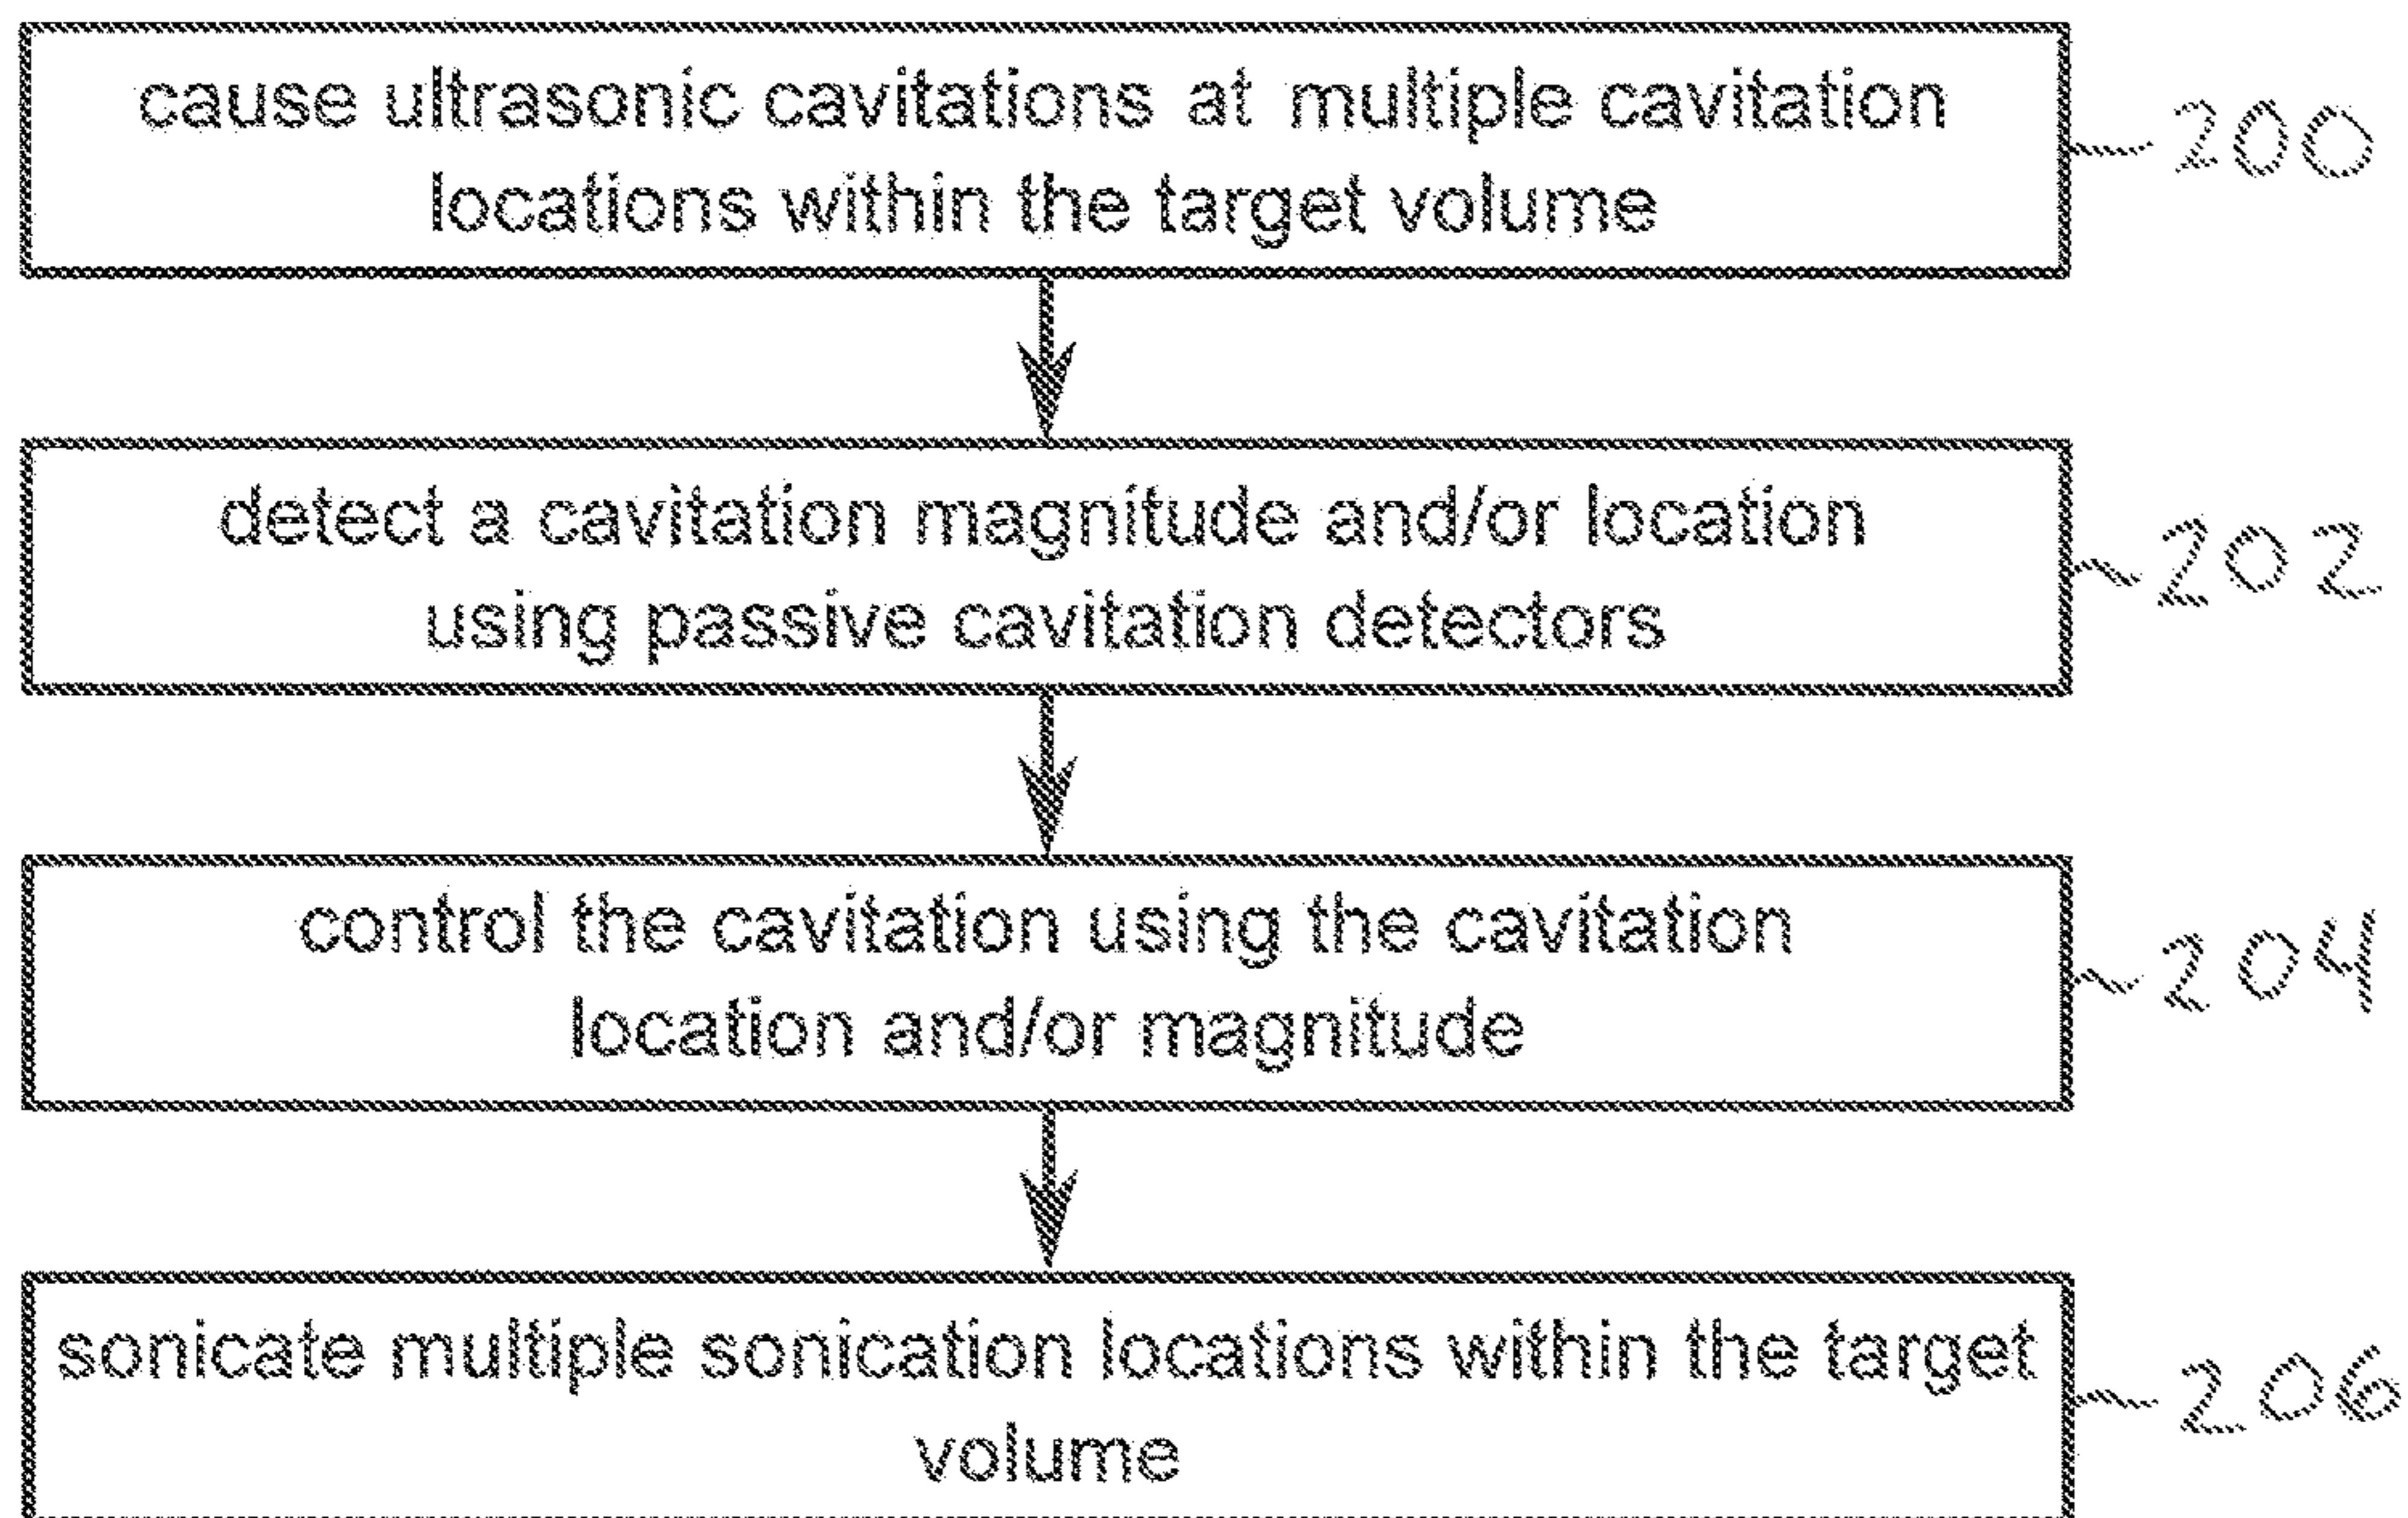 cause ultrasonic cavitations at multiple cavitation
locations within the target volume
200
detect a cavitation magnitude and/or location
using passive cavitation detectors
202
control the cavitation using the cavitation
location and/or magnitude
204
sonicate multiple sonication locations within the target
volume
206